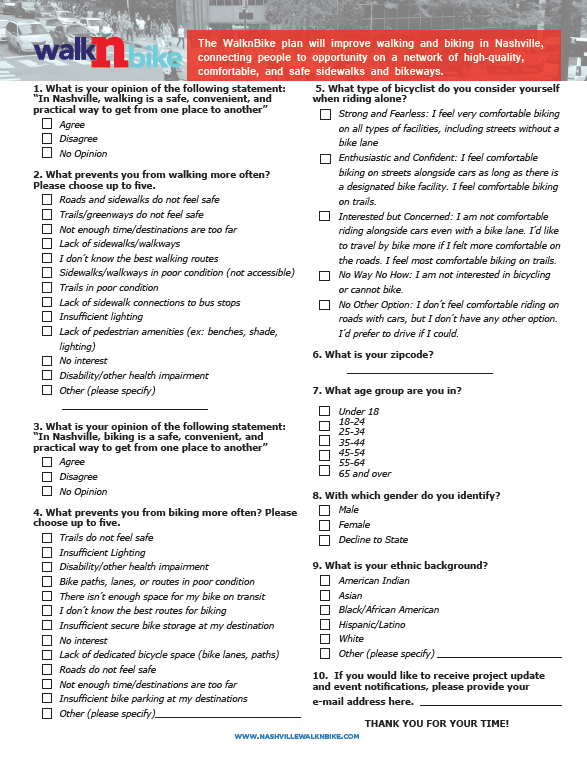 walk n bike
The WalknBike plan will improve walking and biking in Nashville,
connecting people to opportunity on a network of high-quality,
comfortable, and safe sidewalks and bikeways.
1. What is your opinion of the following statement:
“In Nashville, walking is a safe, convenient, and
practical way to get from one place to another”
Agree
Disagree
No Opinion
2. What prevents you from walking more often?
Please choose up to five.
Roads and sidewalks do not feel safe
Trails/greenways do not feel safe
Not enough time/destinations are too far
Lack of sidewalks/walkways
I don´t know the best walking routes
Sidewalks/walkways in poor condition (not accessible)
Trails in poor condition
Lack of sidewalk connections to bus stops
Insufficient lighting
Lack of pedestrian amenities (ex: benches, shade,
lighting)
No interest
Disability/other health impairment
Other (please specify)
3. What is your opinion of the following statement:
“In Nashville, biking is a safe, convenient, and
practical way to get from one place to another”
Agree
Disagree
No Opinion
4. What prevents you from biking more often? Please
choose up to five.
Trails do not feel safe
Insufficient Lighting
Disability/other health impairment
Bike paths, lanes, or routes in poor condition
There isn´t enough space for my bike on transit
I don´t know the best routes for biking
Insufficient secure bike storage at my destination
No interest
Lack of dedicated bicycle space (bike lanes, paths)
Roads do not feel safe
Not enough time/destinations are too far
Insufficient bike parking at my destinations
Other (please specify)
5. What type of bicyclist do you consider yourself
when riding alone?
Strong and Fearless: I feel very comfortable biking
on all types of facilities, including streets without a
bike lane
Enthusiastic and Confident: I feel comfortable
biking on streets alongside cars as long as there is
a designated bike facility. I feel comfortable biking
on trails.
Interested but Concerned: I am not comfortable
riding alongside cars even with a bike lane. I´d like
to travel by bike more if I felt more comfortable on
the roads. I feel most comfortable biking on trails.
No Way No How: I am not interested in bicycling
or cannot bike.
No Other Option: I don´t feel comfortable riding on
roads with cars, but I don´t have any other option.
I´d prefer to drive if I could.
6. What is your zipcode?
7. What age group are you in?
Under 18
18-24
25-34
35-44
45-54
55-64
65 and over
8. With which gender do you identify?
Male
Female
Decline to State
9. What is your ethnic background?
American Indian
Asian
Black/African American
Hispanic/Latino
White
Other (please specify)
10. If you would like to receive project update
and event notifications, please provide your
e-mail address here.
THANK YOU FOR YOUR TIME!
WWW.NASHVILLEWALKNBIKE.COM